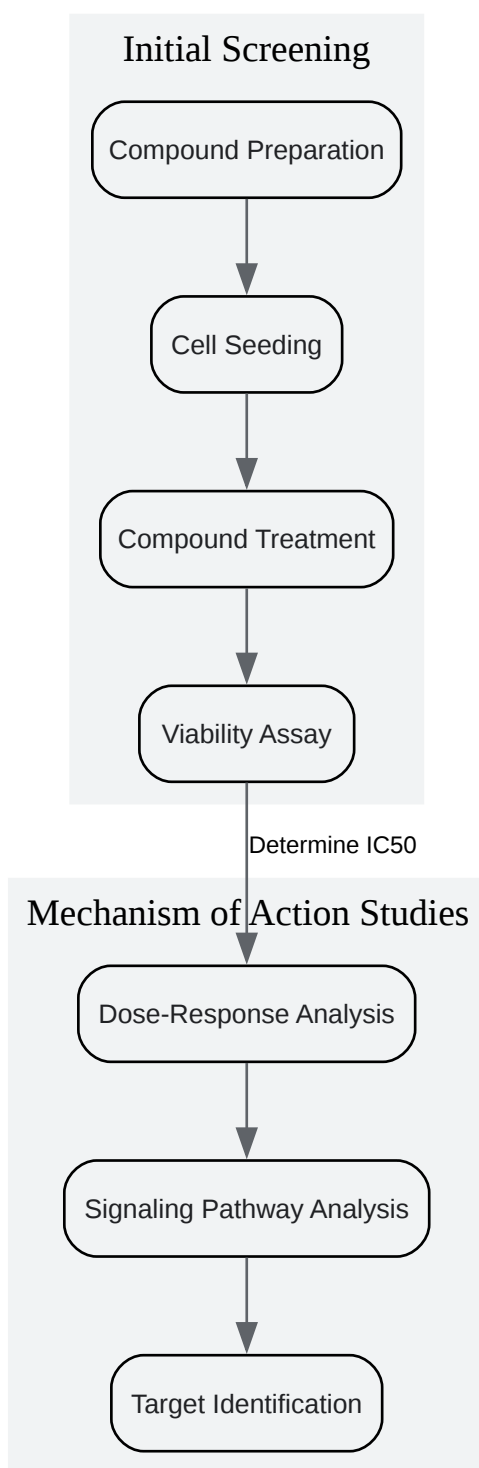 Initial Screening
Compound Preparation
Cell Seeding
Compound Treatment
Viability Assay
Determine IC50
Mechanism of Action Studies
Dose-Response Analysis
Signaling Pathway Analysis
Target Identification